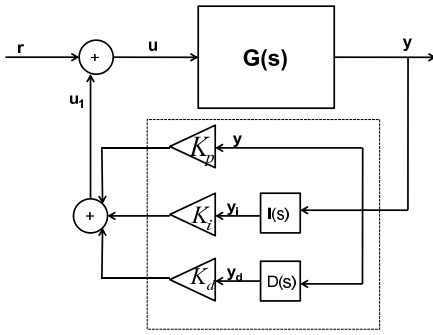 r
+
u
G(s)
y
u1
Kp
y
+
Ki
yi
I(s)
Kd
yd
D(s)